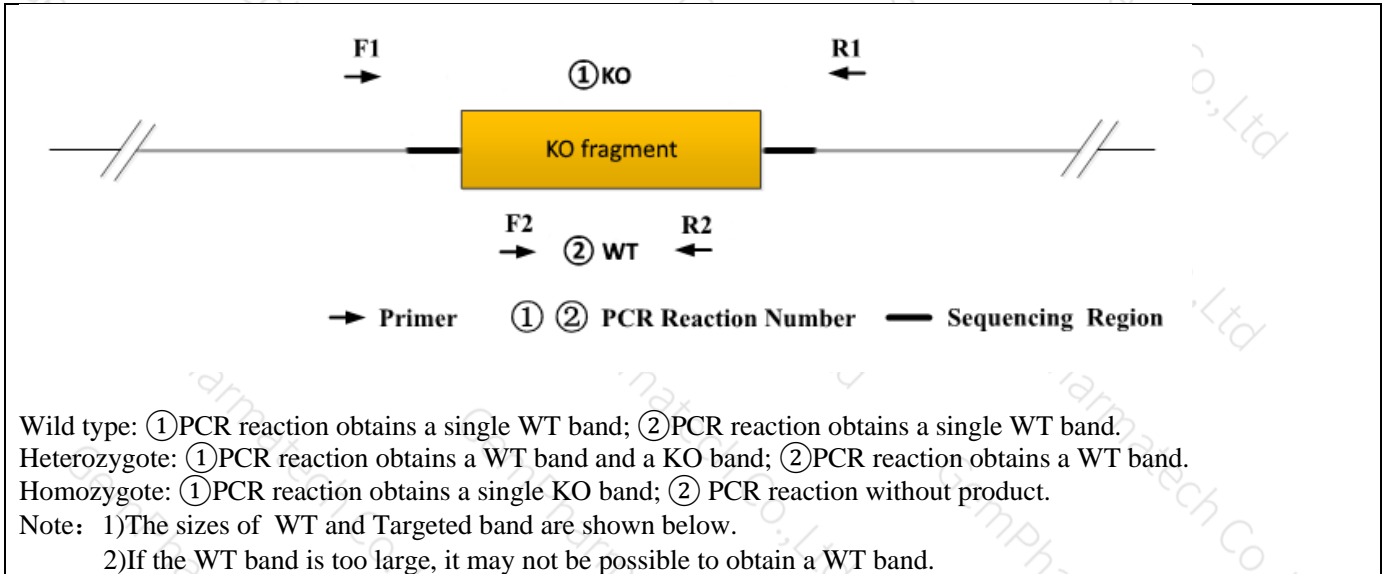 F1
R1
①KO
KO fragment
F2
R2
② WT
Primer ① ② PCR Reaction Number Sequencing Region
Wild type: ①PCR reaction obtains a single WT band; ②PCR reaction obtains a single WT band.
Heterozygote: ①PCR reaction obtains a WT band and a KO band; ②PCR reaction obtains a WT band.
Homozygote: ①PCR reaction obtains a single KO band; ② PCR reaction without product.
Note：1)The sizes of WT and Targeted band are shown below.
2)If the WT band is too large, it may not be possible to obtain a WT band.
Co.,Ltd
.,Ltd